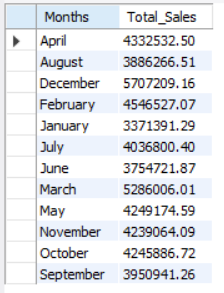 Months Total_Sales
April 4332532.50
August 3886266.51
December 5707209.16
February 4546527.07
January 3371391.29
July 4036800.40
June 3754721.87
March 5286006.01
May 4249174.59
November 4239064.09
October 4245886.72
September 3950941.26